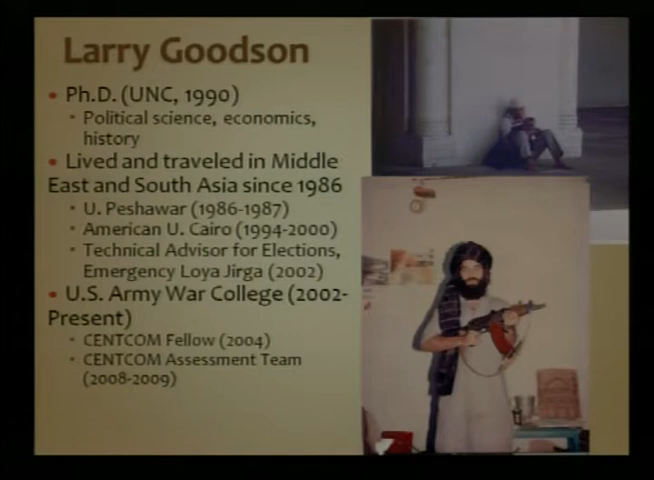 Larry Goodson
• Ph.D. (UNC, 1990)
• Political science, economics,
history
• Lived and traveled in Middle
East and South Asia since 1986
• U. Peshawar (1986-1987)
• American U. Cairo (1994-2000)
• Technical Advisor for Elections,
Emergency Loya Jirga (2002)
• U.S. Army War College (2002-
Present)
• CENTCOM Fellow (2004)
• CENTCOM Assessment Team
(2008-2009)